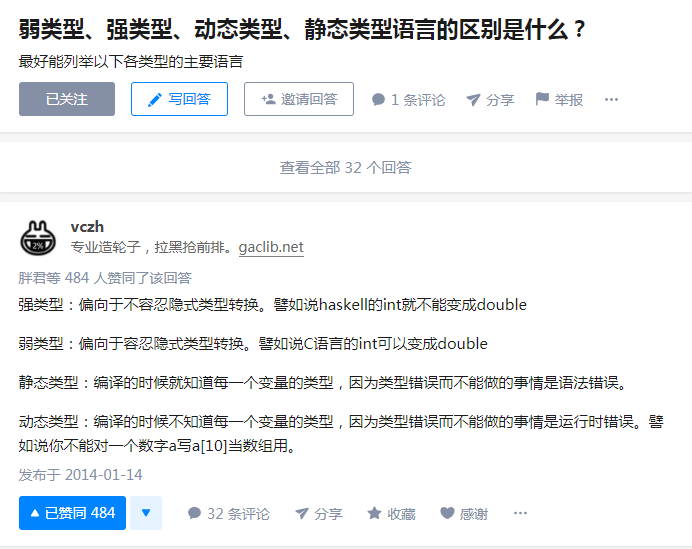 弱类型、强类型、动态类型、静态类型语言的区别是什么？
最好能列举以下各类型的主要语言
已关注 写回答 邀请回答 1 条评论 分享 举报 ···
查看全部 32 个回答
2%
vczh
专业造轮子，拉黑抢前排。gaclib.net
胖君等 484 人赞同了该回答
强类型：偏向于不容忍隐式类型转换。譬如说haskell的int就不能变成double
弱类型：偏向于容忍隐式类型转换。譬如说C语言的int可以变成double
静态类型：编译的时候就知道每一个变量的类型，因为类型错误而不能做的事情是语法错误。
动态类型：编译的时候不知道每一个变量的类型，因为类型错误而不能做的事情是运行时错误。譬
如说你不能对一个数字a写a[10]当数组用。
发布于 2014-01-14
已赞同 484 32 条评论 分享 收藏 感谢 ···